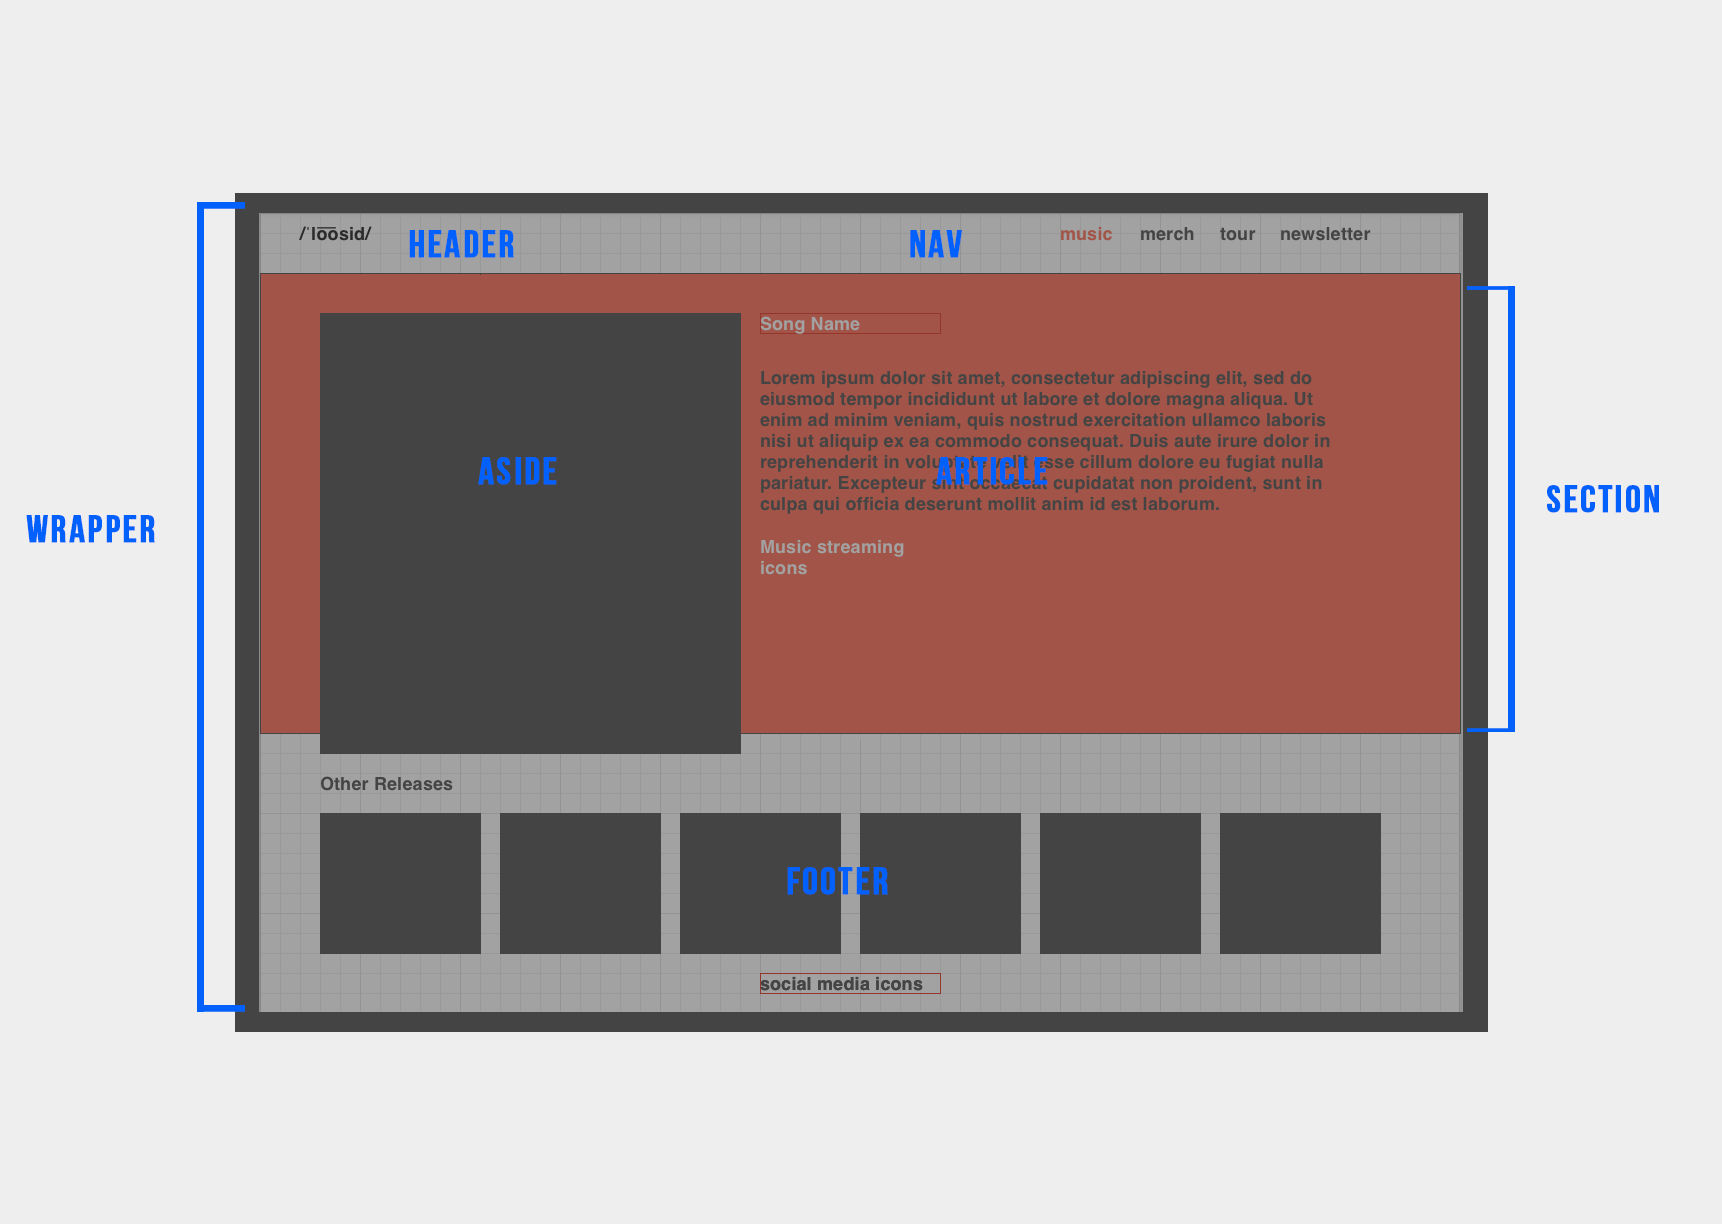 /ˈlo͞osid/
HEADER
NAV
music merch tour newsletter
Song Name
Lorem ipsum dolor sit amet, consectetur adipiscing elit, sed do
eiusmod tempor incididunt ut labore et dolore magna aliqua. Ut
enim ad minim veniam, quis nostrud exercitation ullamco laboris
nisi ut aliquip ex ea commodo consequat. Duis aute irure dolor in
reprehenderit in voluptate velit esse cillum dolore eu fugiat nulla
pariatur. Excepteur sint occaecat cupidatat non proident, sunt in
culpa qui officia deserunt mollit anim id est laborum.
ASIDE
ARTICLE
Music streaming
icons
WRAPPER
SECTION
Other Releases
FOOTER
social media icons